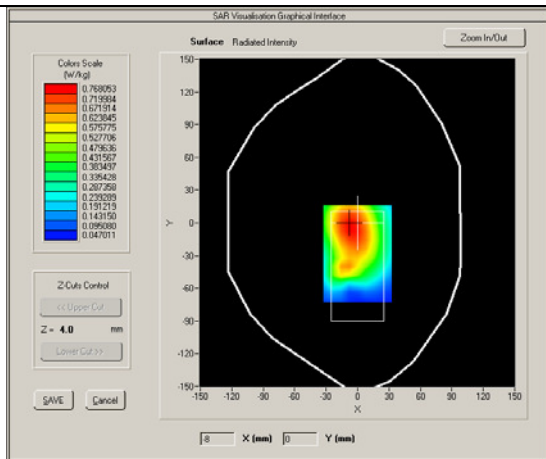 SAR Visualisation Graphical Interface
Surface Radiated Intensity
Zoom In/Out
Colors Scale
(W/kg)
0.768053
0.719984
0.671914
0.623845
0.575775
0.527706
0.479636
0.431567
0.383497
0.335428
0.287358
0.239289
0.191219
0.143150
0.095080
0.047011
Z-Cuts Control
<< Upper Cut
Z = 4.0 mm
Lower Cut >>
SAVE Cancel
150-
120-
90-
60-
30-
0-
-30-
-60-
-90-
-120-
-150-
Y
-150 -120 -90 -60 -30 0 30 60 90 120 150
X
-8 X (mm) 0 Y (mm)